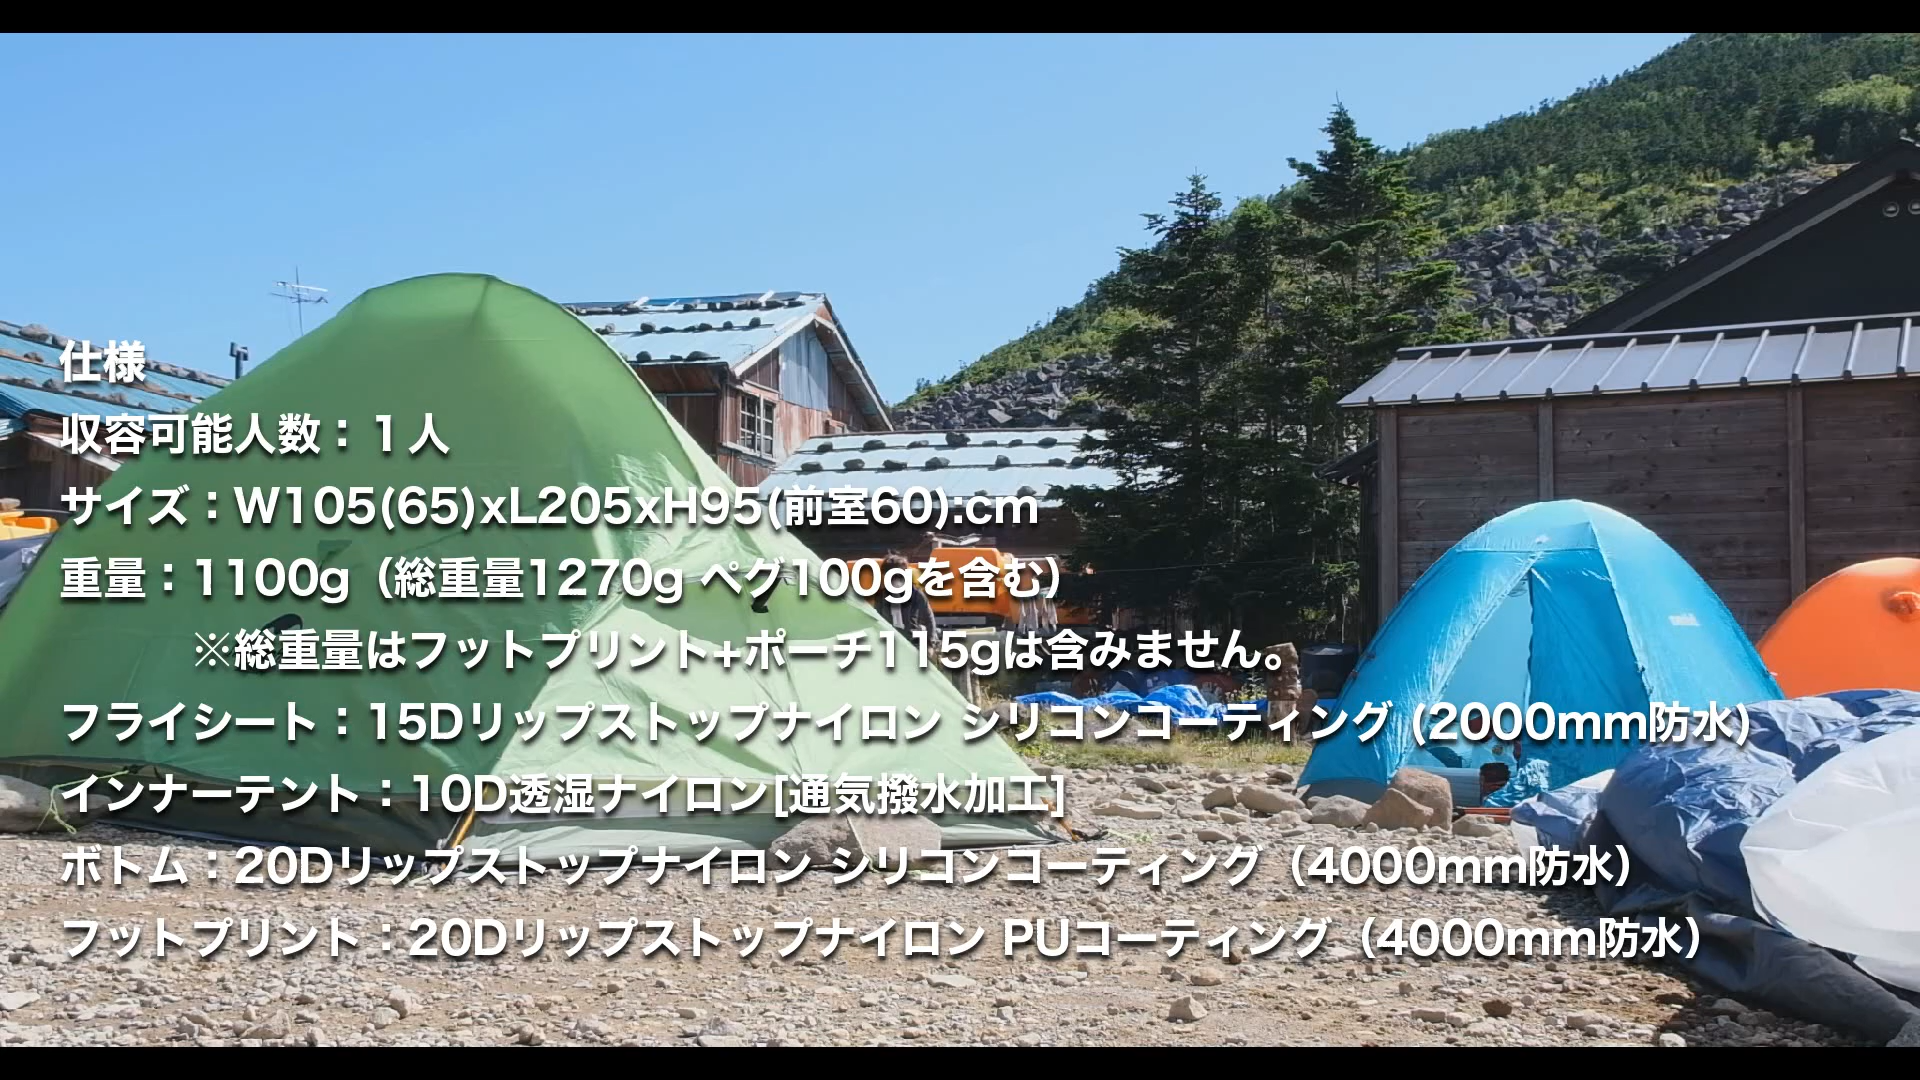 仕様
収容可能人数：１人
サイズ：W105(65)xL205xH95(前室60):cm
重量：1100g（総重量1270g ペグ100gを含む）
※総重量はフットプリント+ポーチ115gは含みません。
フライシート：15Dリップストップナイロン シリコンコーティング (2000mm防水)
インナーテント：10D透湿ナイロン[通気撥水加工]
ボトム：20Dリップストップナイロン シリコンコーティング（4000mm防水）
フットプリント：20Dリップストップナイロン PUコーティング（4000mm防水）